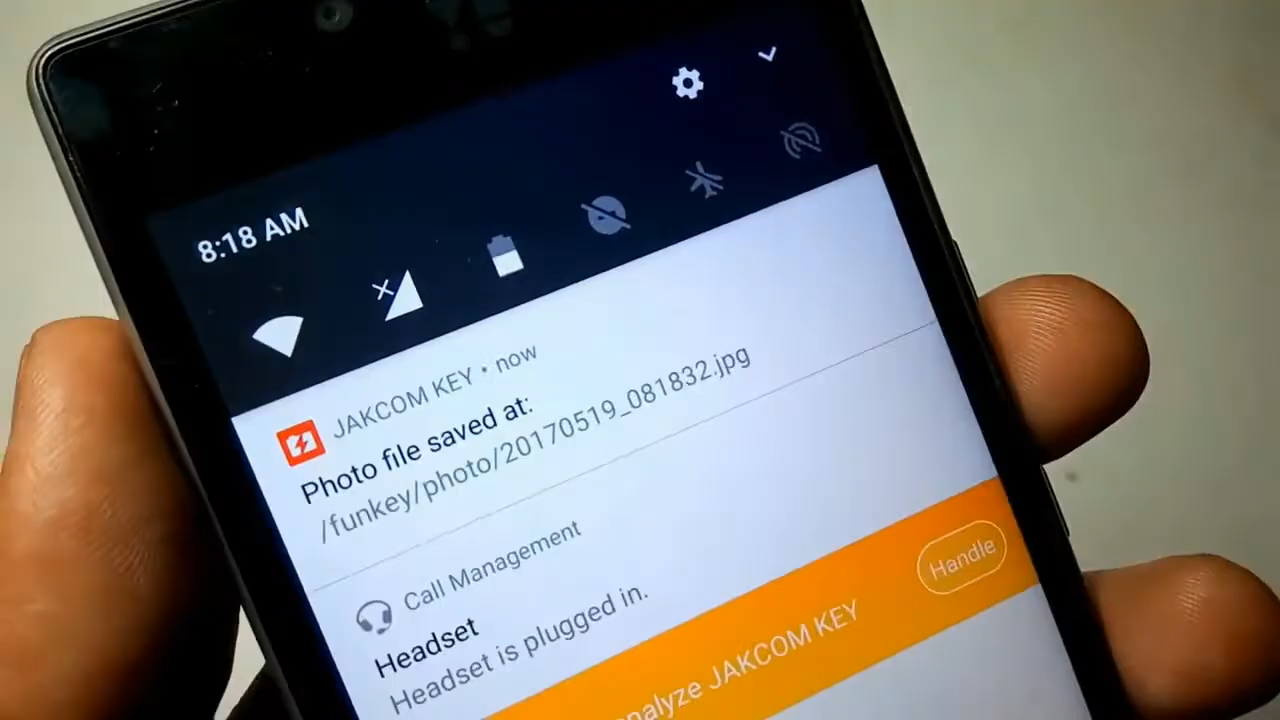 8:18 AM
JAKCOM KEY • now
Photo file saved at:
/funkey/photo/20170519_081832.jpg
Call Management
Headset
Headset is plugged in.
JAKCOM KEY
Handle